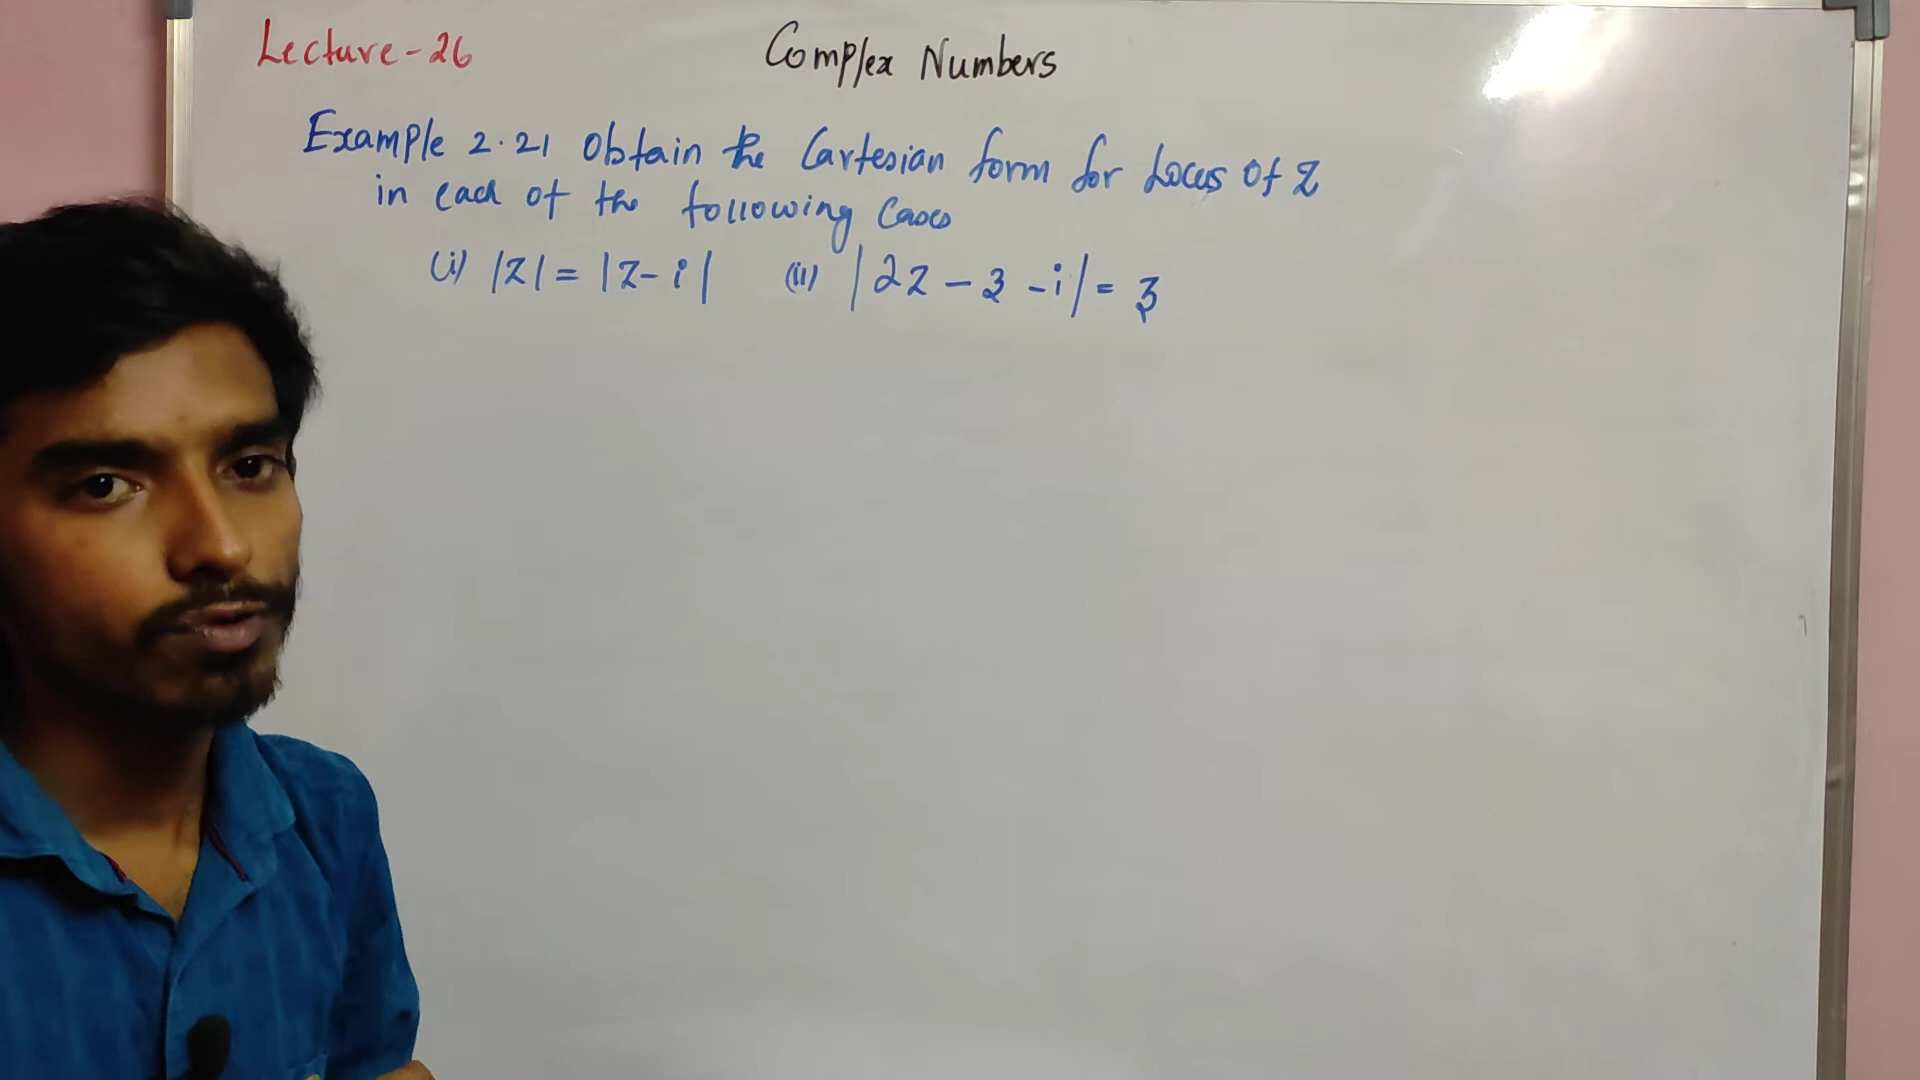 Lecture-26
Complex Numbers
Example 2.21 Obtain the Cartesian form for Locus of Z
in each of the following cases
(i) |Z| = |Z-i| (ii) |2Z - 3 - i| = 3